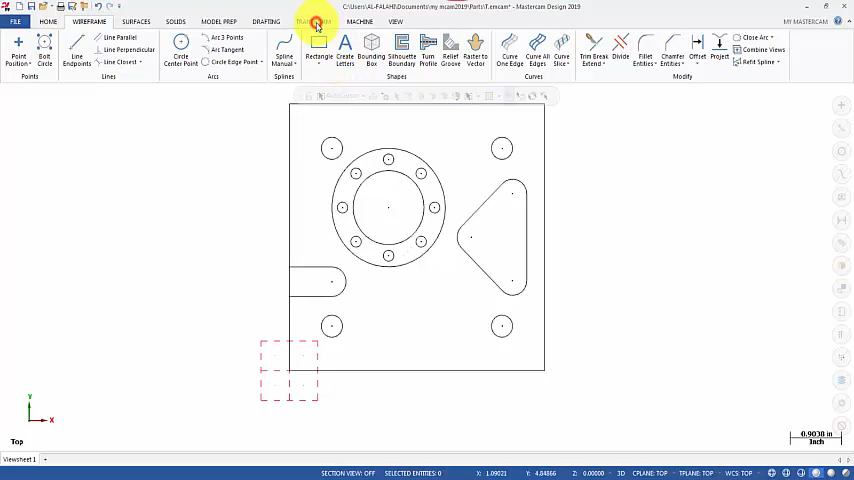 C:\Users\AL-FALAH\Documents\my mcam2019\Parts\T.emcam* - Mastercam Design 2019
FILE HOME WIREFRAME SURFACES SOLIDS MODEL PREP DRAFTING MACHINE VIEW MY MASTERCAM
Point Position
Bolt Circle
Points
Line Endpoints
Line Parallel
Line Perpendicular
Line Closest
Lines
Circle Center Point
Arc 3 Points
Arc Tangent
Circle Edge Point
Arcs
Spline Manual
Splines
Rectangle
Create Letters
Bounding Box
Silhouette Boundary
Turn Profile
Relief Groove
Raster to Vector
Shapes
Curve One Edge
Curve All Edges
Curve Slice
Curves
Trim Break Extend
Divide
Fillet Entities
Chamfer Entities
Offset
Project
Close Arc
Combine Views
Refit Spline
Modify
AutoCursor
Y
X
Top
0.9038 in
Inch
Viewsheet 1
SECTION VIEW: OFF SELECTED ENTITIES: 0 X: 1.09021 Y: 4.84866 Z: 0.00000 3D CPLANE: TOP TPLANE: TOP WCS: TOP